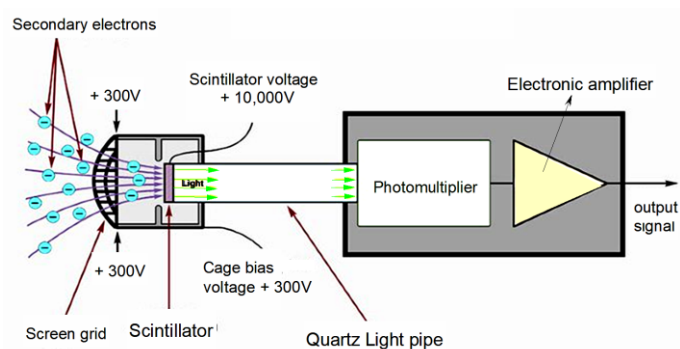 Secondary electrons
+ 300V
Scintillator voltage
+ 10,000V
Electronic amplifier
Light
Photomultiplier
output
signal
+ 300V
Cage bias
voltage + 300V
Screen grid
Scintillator
Quartz Light pipe